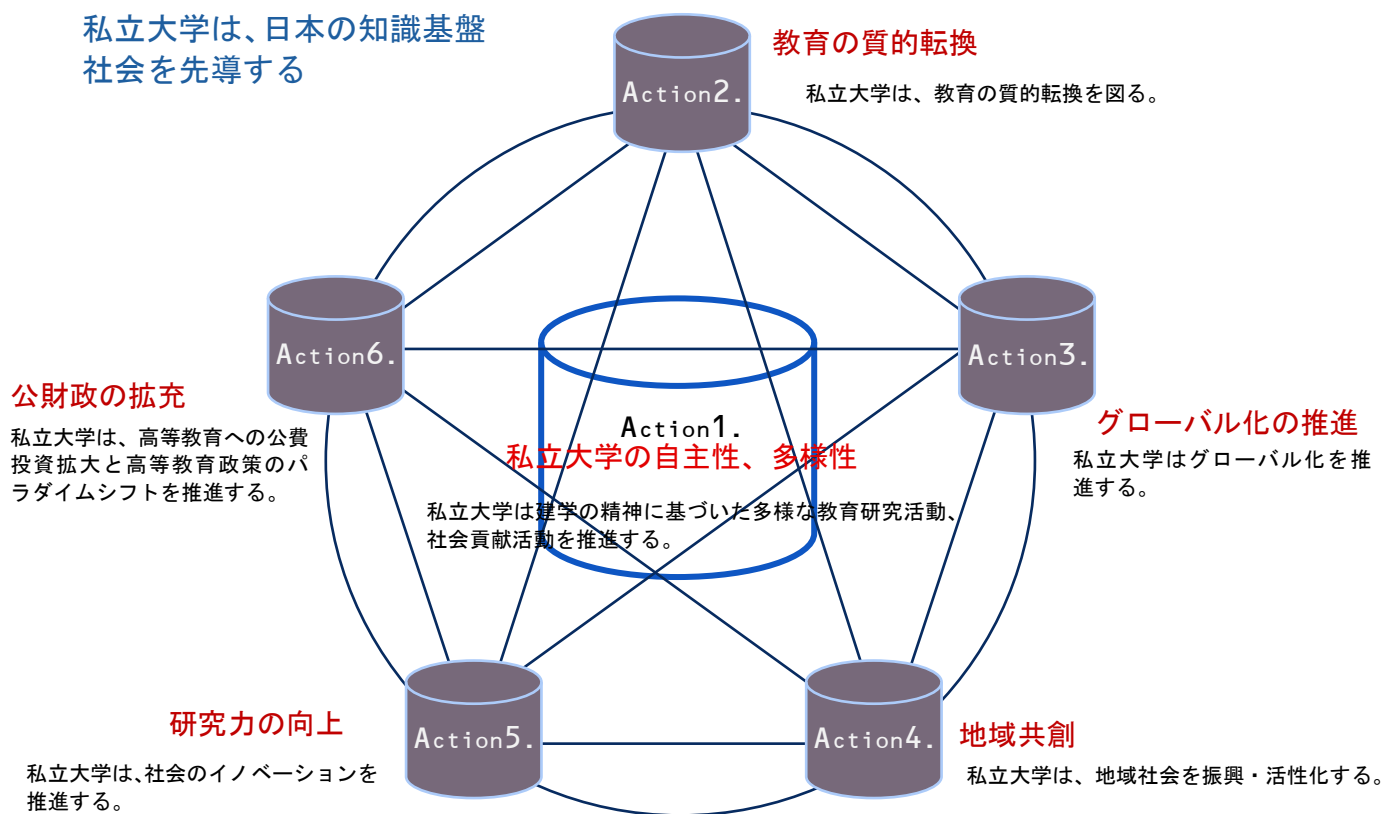 私立大学は、日本の知識基盤
社会を先導する
Action2.
教育の質的転換
私立大学は、教育の質的転換を図る。
Action6.
公財政の拡充
私立大学は、高等教育への公費
投資拡大と高等教育政策のパ
ラダイムシフトを推進する。
Action1.
私立大学の自主性、多様性
私立大学は建学の精神に基づいた多様な教育研究活動、
社会貢献活動を推進する。
Action3.
グローバル化の推進
私立大学はグローバル化を推
進する。
研究力の向上
Action5.
私立大学は、社会のイノベーションを
推進する。
Action4.
地域共創
私立大学は、地域社会を振興・活性化する。